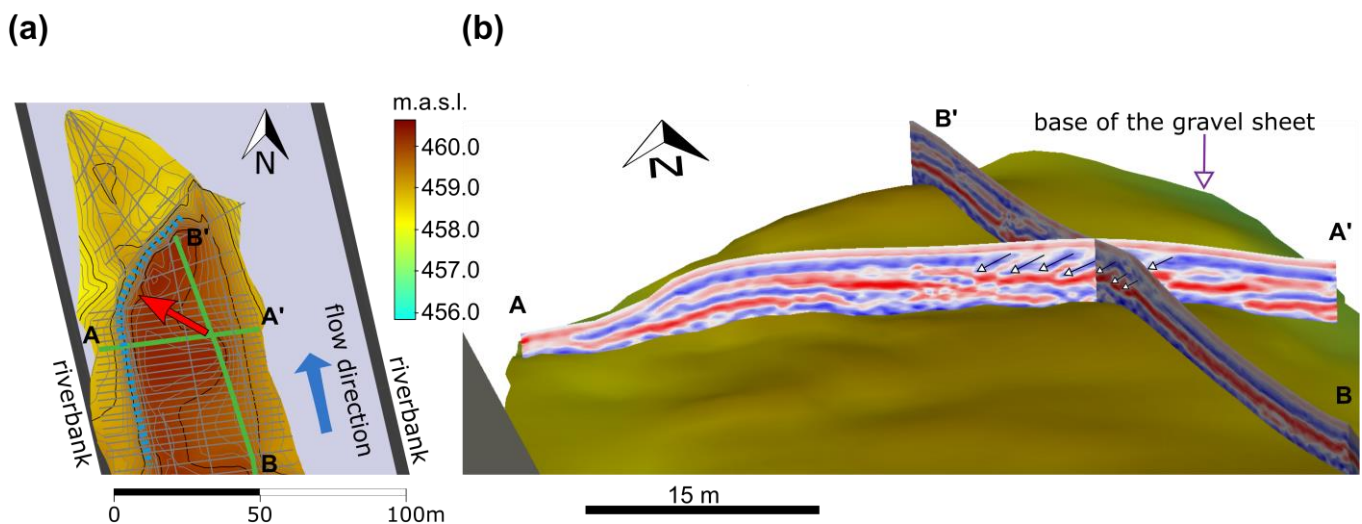 (a)
(b)
m.a.s.l.
460.0
459.0
458.0
457.0
456.0
N
B'
A
A'
B
riverbank
flow direction
riverbank
0
50
100m
N
B'
base of the gravel sheet
A'
A
B
15 m